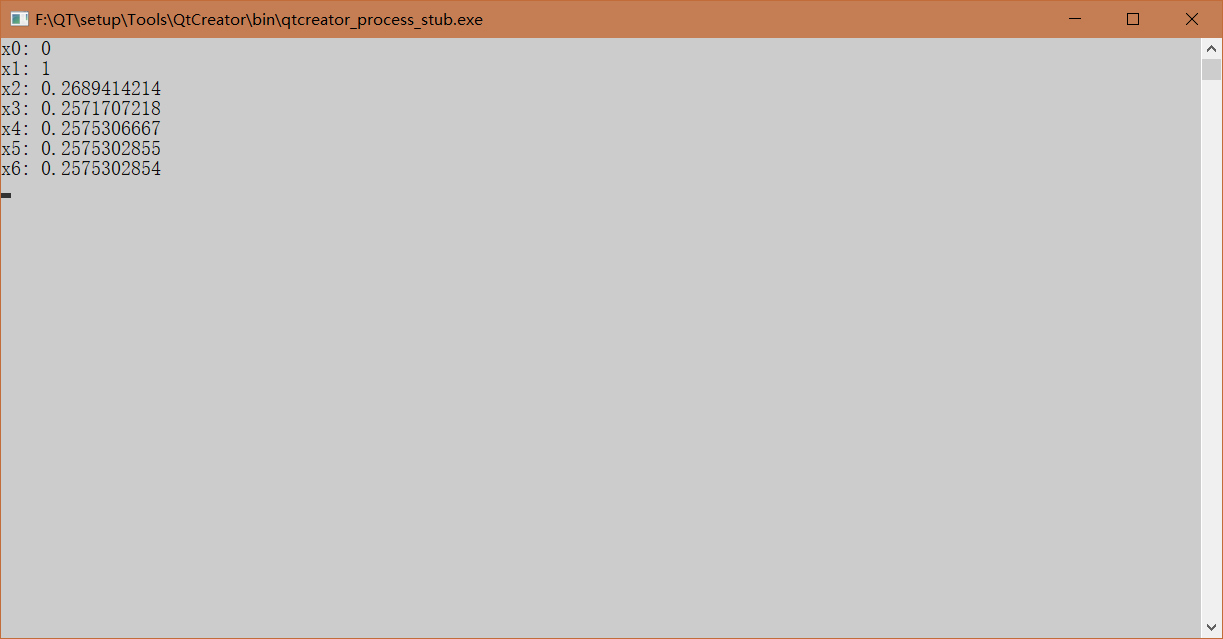 F:\QT\setup\Tools\QtCreator\bin\qtcreator_process_stub.exe
x0: 0
x1: 1
x2: 0.2689414214
x3: 0.2571707218
x4: 0.2575306667
x5: 0.2575302855
x6: 0.2575302854